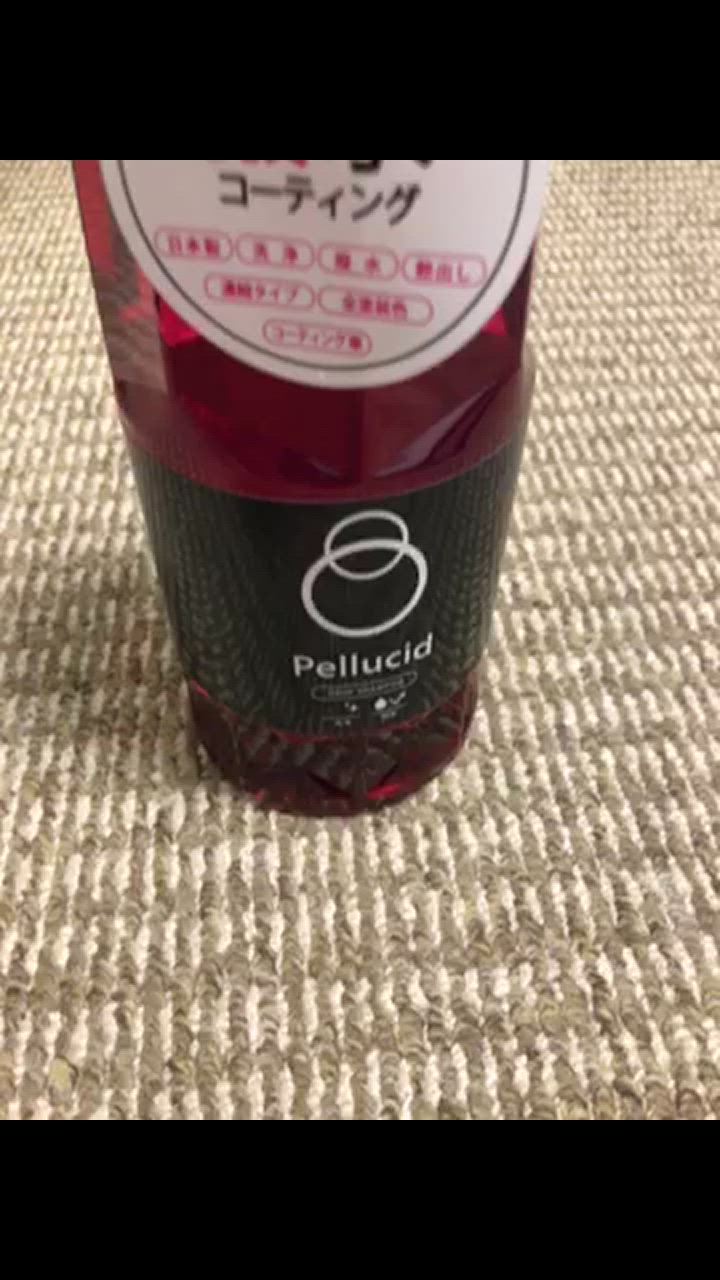 コーティング
日本製 洗浄 撥水 艶出し
濃縮タイプ 全塗装色
コーティング車
Pellucid